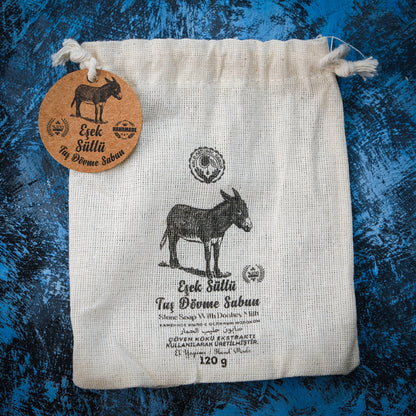 HANDMADE
Eşek
Sütlü
Taş Dövme Sabun
Eşek Sütlü
Taş Dövme Sabun
Stone Soap With Donkey Milk
صابون حليب الحمار
GÜVEN KÖKÜ EKSTRAKTI
KULLANILARAK ÜRETİLMİŞTİR.
El Yapımı / Hand Made
120 g